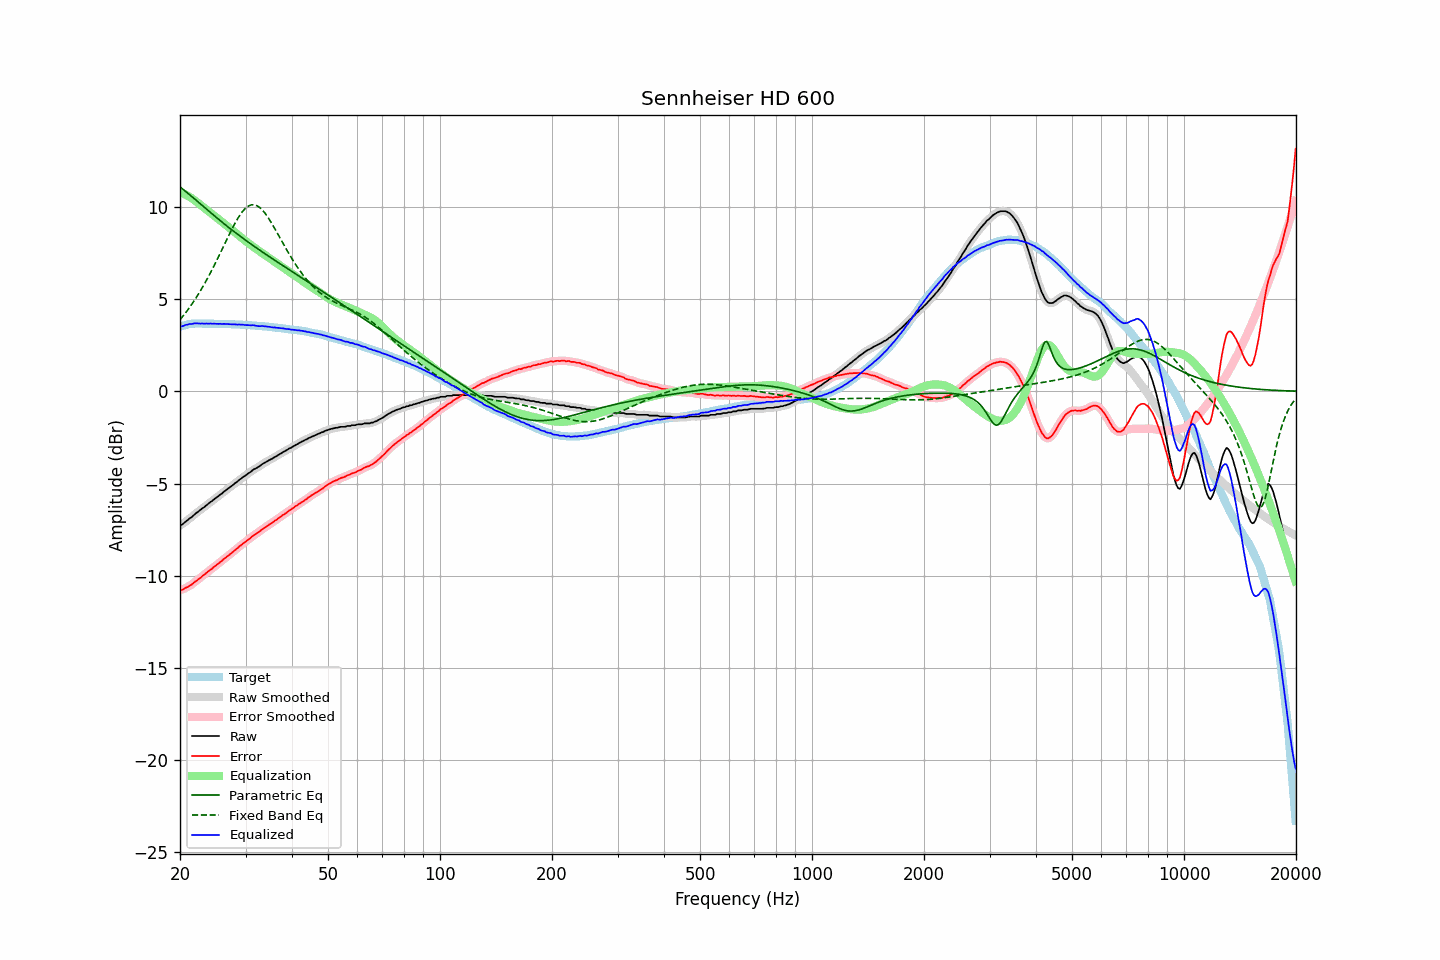 Sennheiser HD 600
Amplitude (dBr)
10
5
0
−5
−10
−15
−20
−25
Target
Raw Smoothed
Error Smoothed
Raw
Error
Equalization
Parametric Eq
Fixed Band Eq
Equalized
20 50 100 200 500 1000 2000 5000 10000 20000
Frequency (Hz)